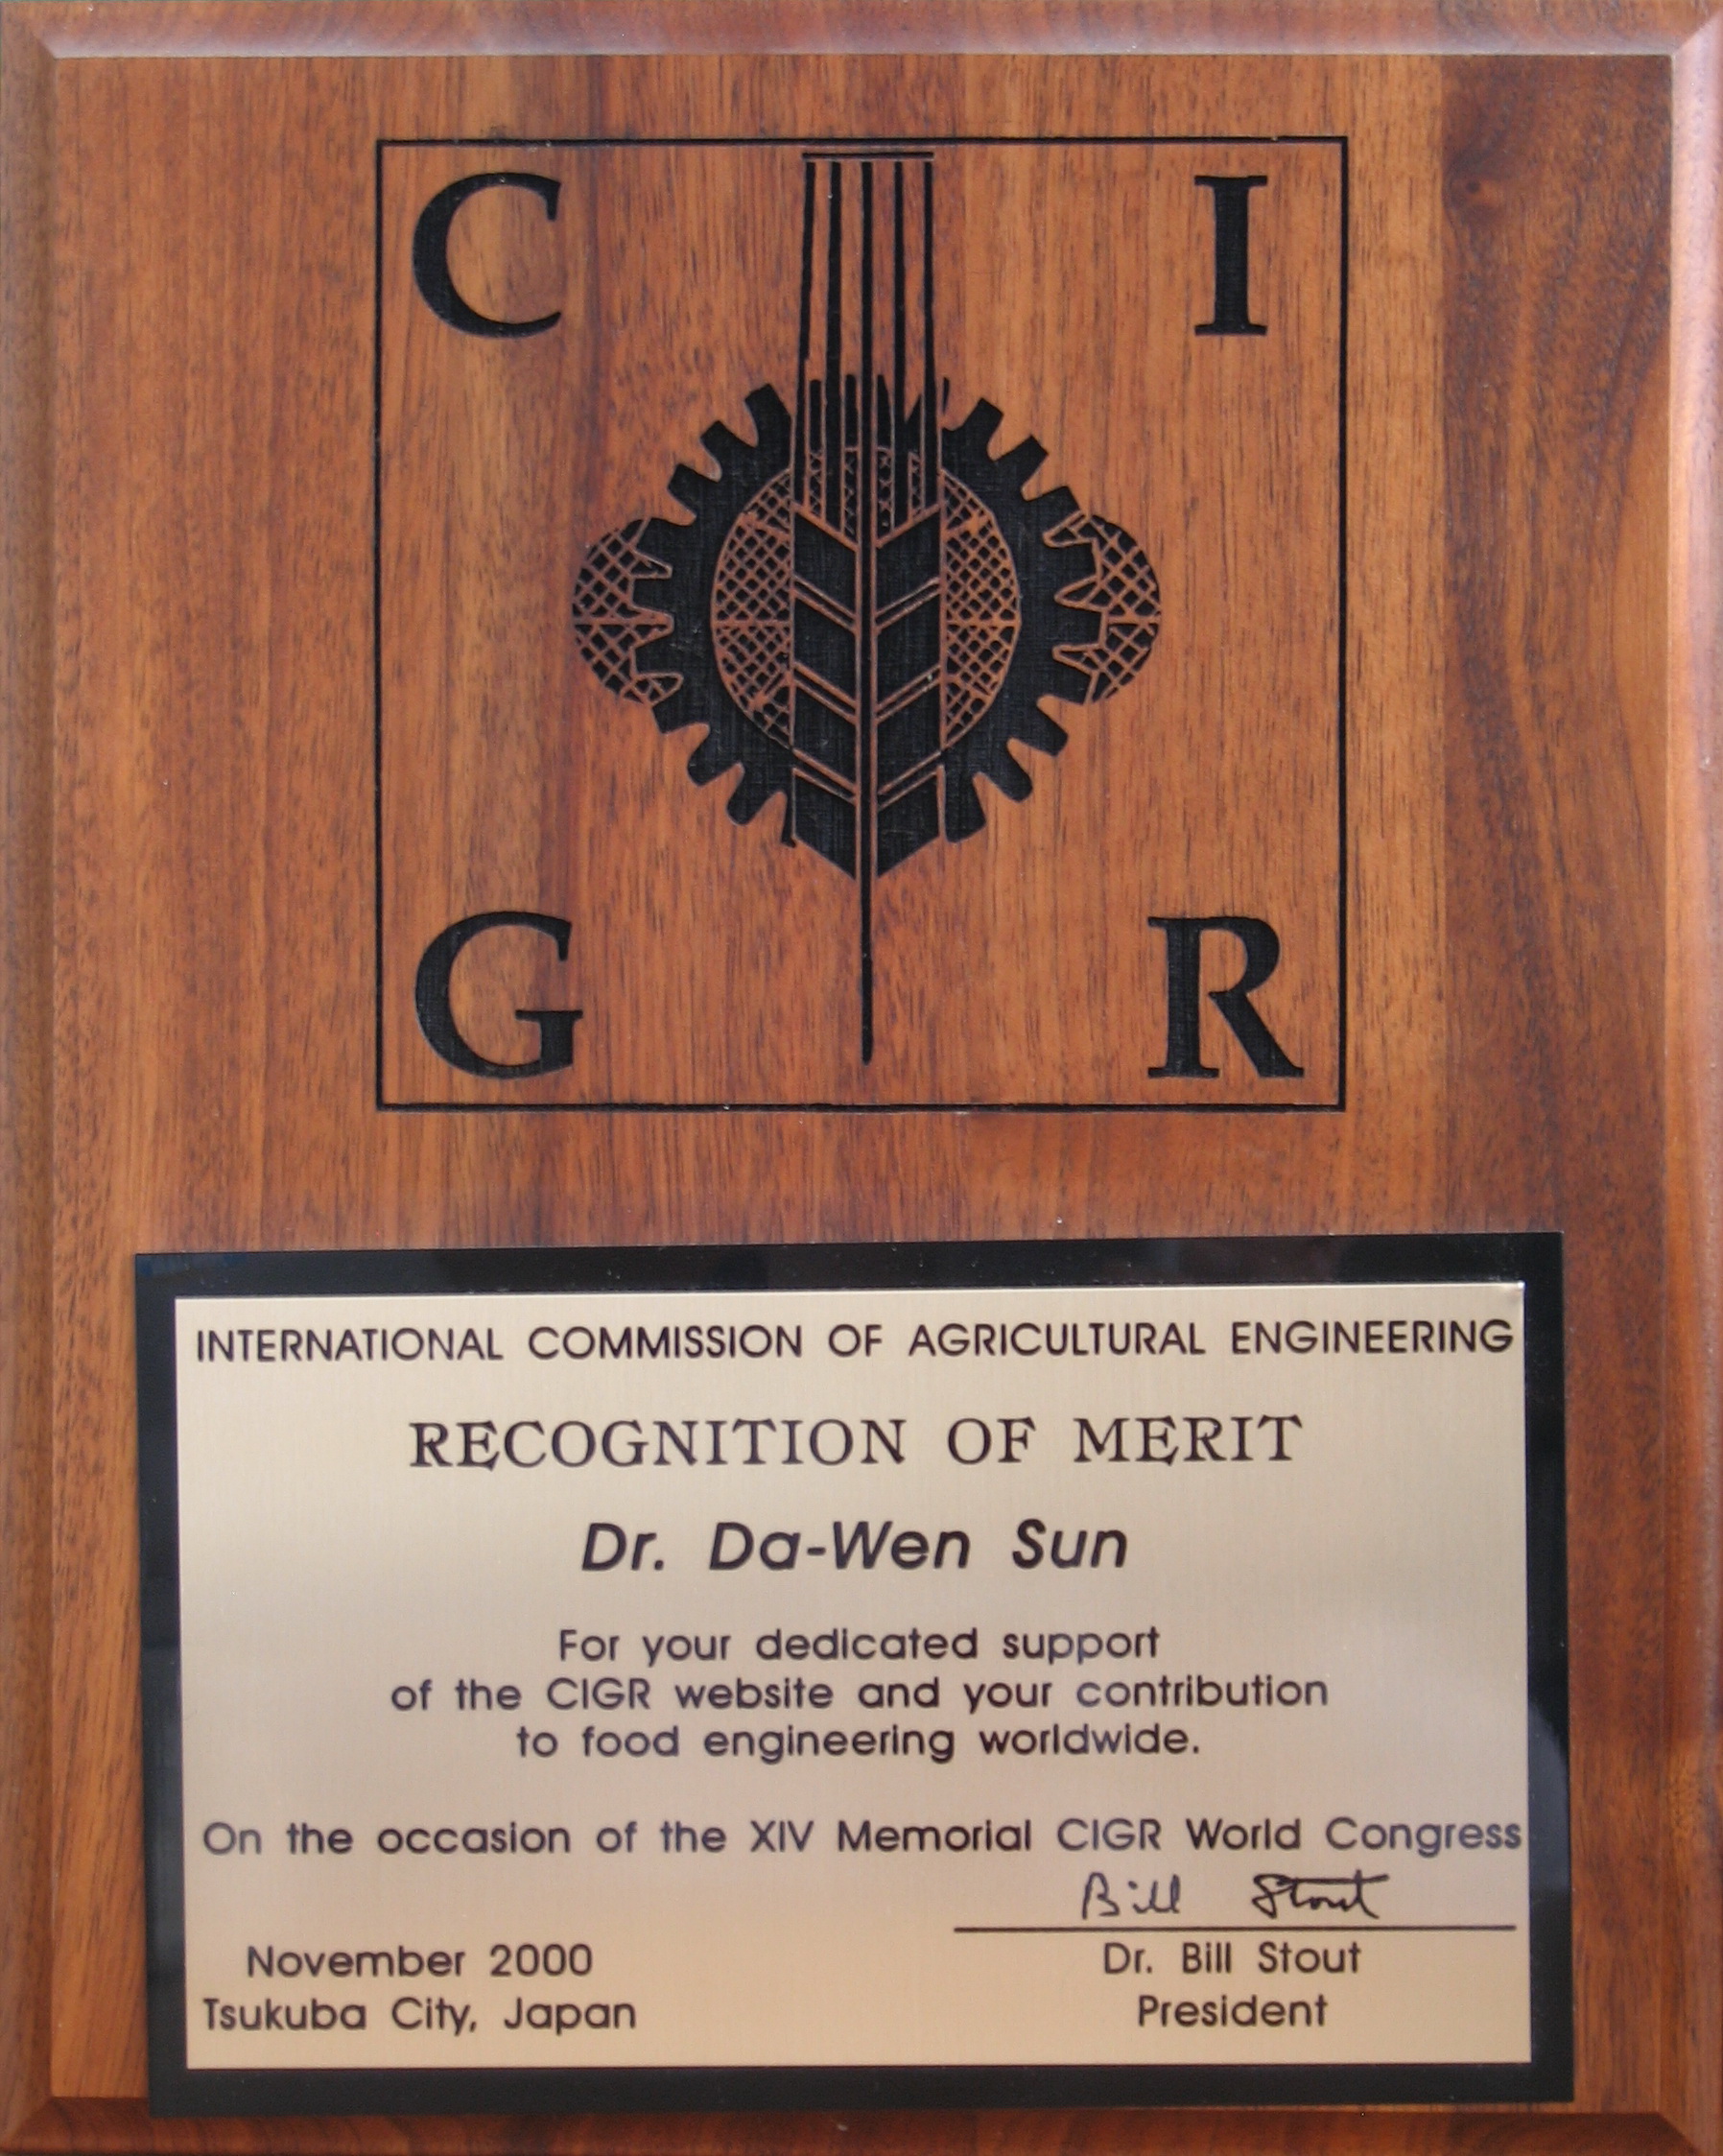 C I
G R
INTERNATIONAL COMMISSION OF AGRICULTURAL ENGINEERING
RECOGNITION OF MERIT
Dr. Da-Wen Sun
For your dedicated support
of the CIGR website and your contribution
to food engineering worldwide.
On the occasion of the XIV Memorial CIGR World Congress
Bill Stout
November 2000 Dr. Bill Stout
Tsukuba City, Japan President